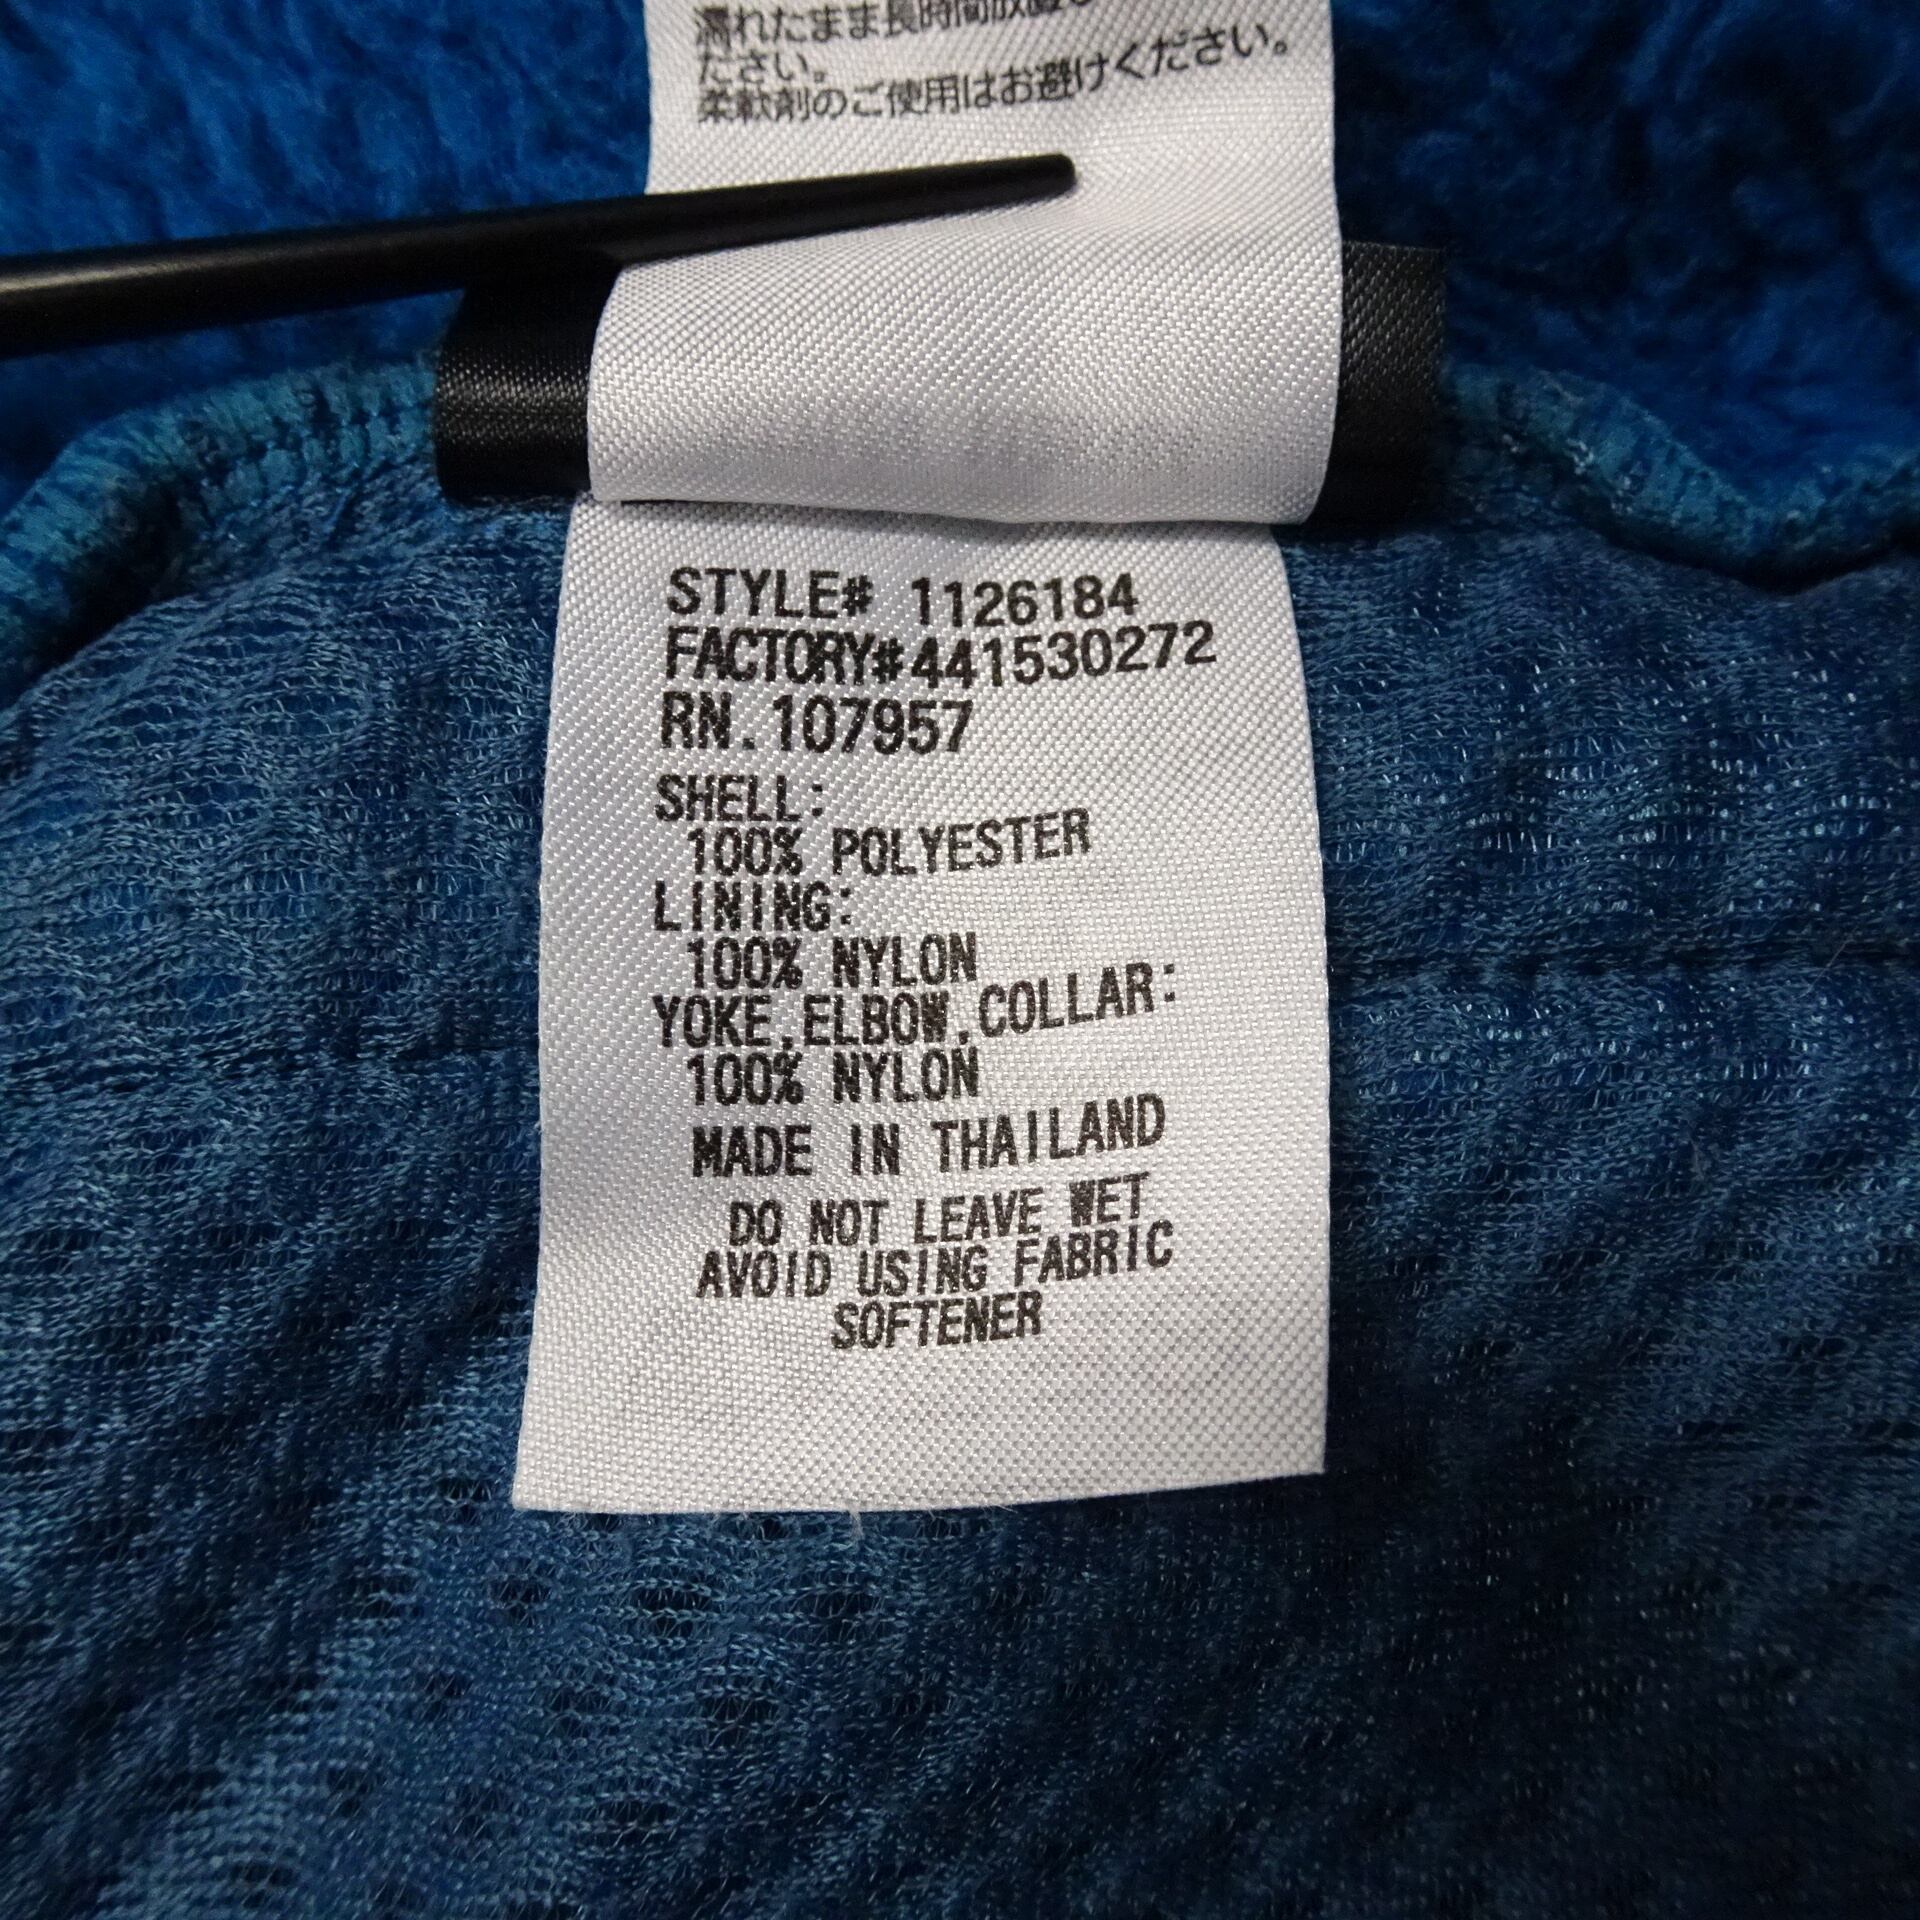 濡れたまま長時間放置し
ださい。
柔軟剤のご使用はお避けください。
STYLE# 1126184
FACTORY#441530272
RN.107957
SHELL:
100% POLYESTER
LINING:
100% NYLON
YOKE,ELBOW,COLLAR:
100% NYLON
MADE IN THAILAND
DO NOT LEAVE WET
AVOID USING FABRIC
SOFTENER